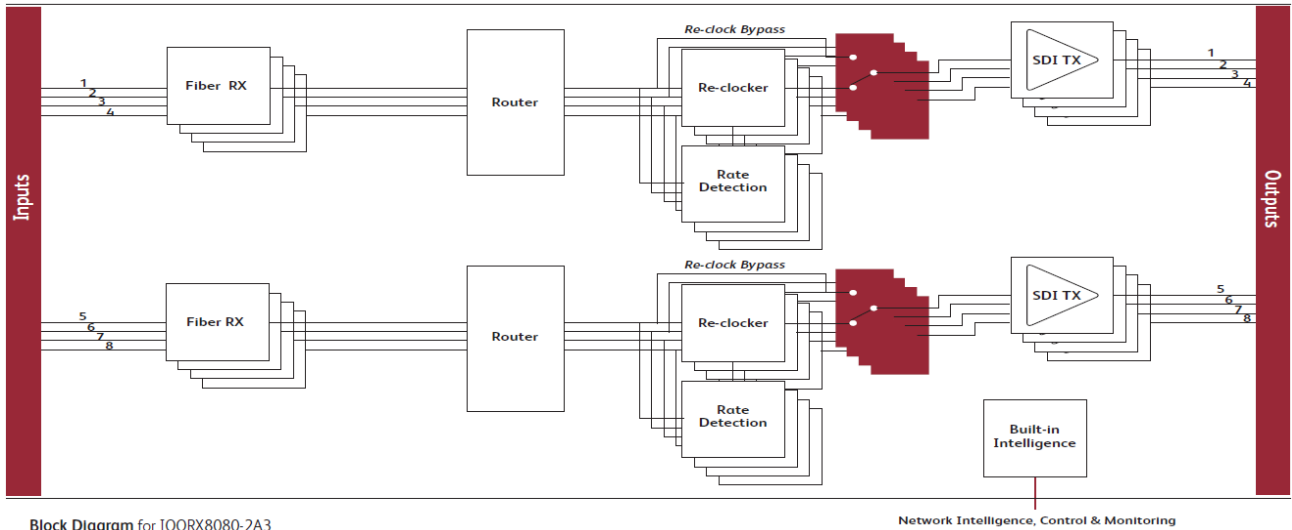 Inputs
1
2
3
4
Fiber RX
Router
Re-clock Bypass
Re-clocker
Rate
Detection
SDI TX
1
2
3
4
5
6
7
8
Fiber RX
Router
Re-clock Bypass
Re-clocker
Rate
Detection
SDI TX
5
6
7
8
Outputs
Built-in
Intelligence
Network Intelligence, Control & Monitoring
Block Diagram for IQORX8080-2A3